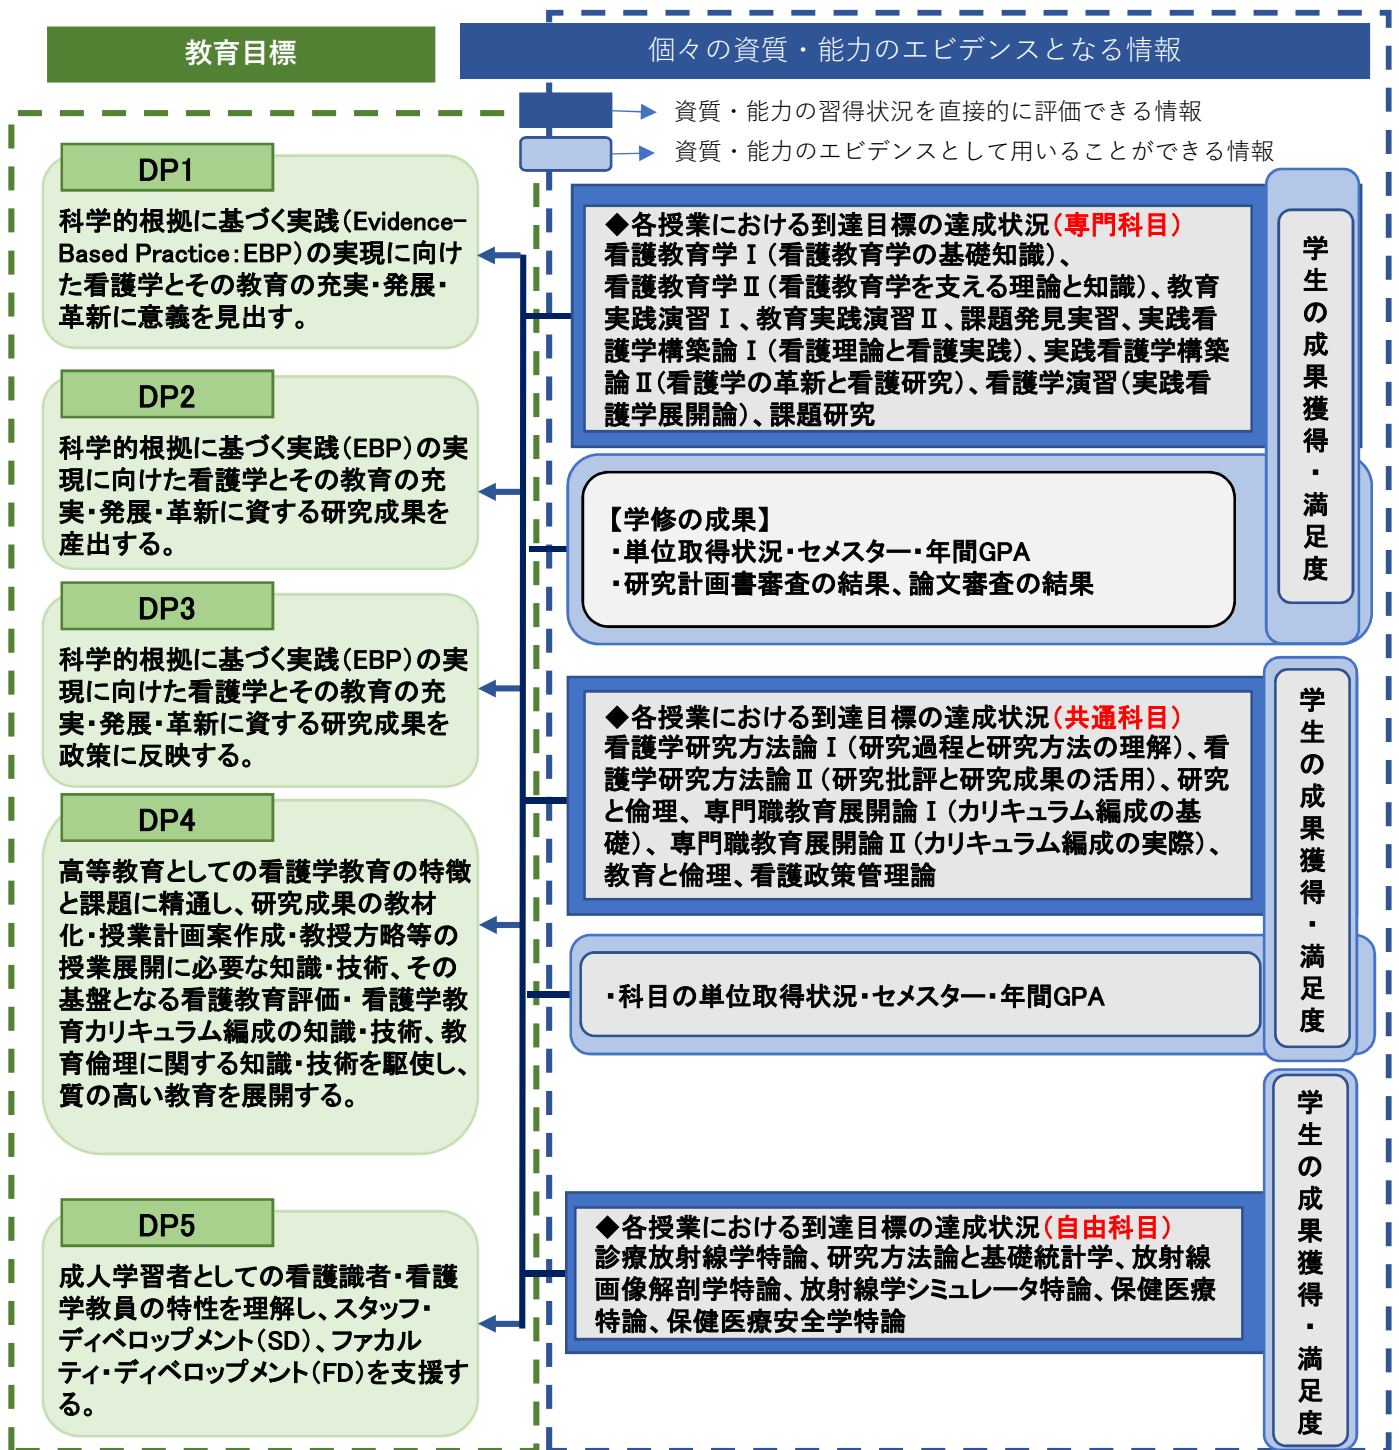 教育目標
個々の資質・能力のエビデンスとなる情報
資質・能力の習得状況を直接的に評価できる情報
資質・能力のエビデンスとして用いることができる情報
DP1
科学的根拠に基づく実践（Evidence-
Based Practice：EBP）の実現に向け
た看護学とその教育の充実・発展・
革新に意義を見出す。
DP2
科学的根拠に基づく実践（EBP）の実
現に向けた看護学とその教育の充
実・発展・革新に資する研究成果を
産出する。
DP3
科学的根拠に基づく実践（EBP）の実
現に向けた看護学とその教育の充
実・発展・革新に資する研究成果を
政策に反映する。
DP4
高等教育としての看護学教育の特徴
と課題に精通し、研究成果の教材
化・授業計画案作成・教授方略等の
授業展開に必要な知識・技術、その
基盤となる看護教育評価・ 看護学教
育カリキュラム編成の知識・技術、教
育倫理に関する知識・技術を駆使し、
質の高い教育を展開する。
DP5
成人学習者としての看護識者・看護
学教員の特性を理解し、スタッフ・
ディベロップメント（SD）、ファカル
ティ・ディベロップメント（FD）を支援す
る。
◆各授業における到達目標の達成状況（専門科目）
看護教育学Ⅰ（看護教育学の基礎知識）、
看護教育学Ⅱ（看護教育学を支える理論と知識）、教育
実践演習Ⅰ、教育実践演習Ⅱ、課題発見実習、実践看
護学構築論Ⅰ（看護理論と看護実践）、実践看護学構築
論Ⅱ（看護学の革新と看護研究）、看護学演習（実践看
護学展開論）、課題研究
【学修の成果】
・単位取得状況・セメスター・年間GPA
・研究計画書審査の結果、論文審査の結果
学生の成果獲得・満足度
◆各授業における到達目標の達成状況（共通科目）
看護学研究方法論Ⅰ（研究過程と研究方法の理解）、看
護学研究方法論Ⅱ（研究批評と研究成果の活用）、研究
と倫理、 専門職教育展開論Ⅰ（カリキュラム編成の基
礎）、 専門職教育展開論Ⅱ（カリキュラム編成の実際）、
教育と倫理、看護政策管理論
・科目の単位取得状況・セメスター・年間GPA
学生の成果獲得・満足度
◆各授業における到達目標の達成状況（自由科目）
診療放射線学特論、研究方法論と基礎統計学、放射線
画像解剖学特論、放射線学シミュレータ特論、保健医療
特論、保健医療安全学特論
学生の成果獲得・満足度